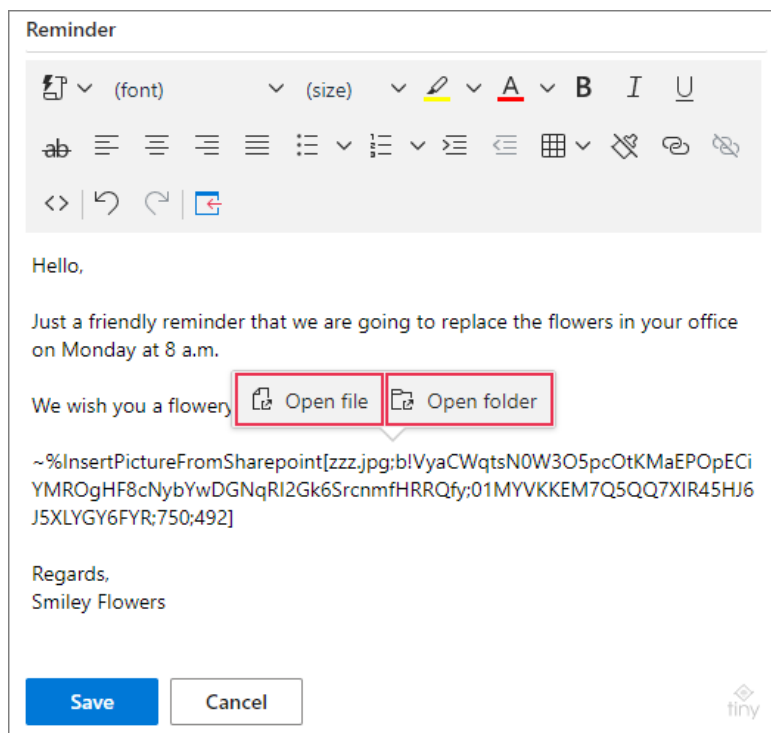 Reminder
(font) (size) A B I U
ab
Hello,
Just a friendly reminder that we are going to replace the flowers in your office
on Monday at 8 a.m.
We wish you a flowery
Open file Open folder
~%InsertPictureFromSharepoint[zzz.jpg;b!VyaCWqtsN0W3O5pcOtKMaEPOpECi
YMROgHF8cNybYwDGNqRI2Gk6SrcnmfHRRQfy;01MYVKKEM7Q5QQ7XIR45HJ6
J5XLYGY6FYR;750;492]
Regards,
Smiley Flowers
Save Cancel
tiny